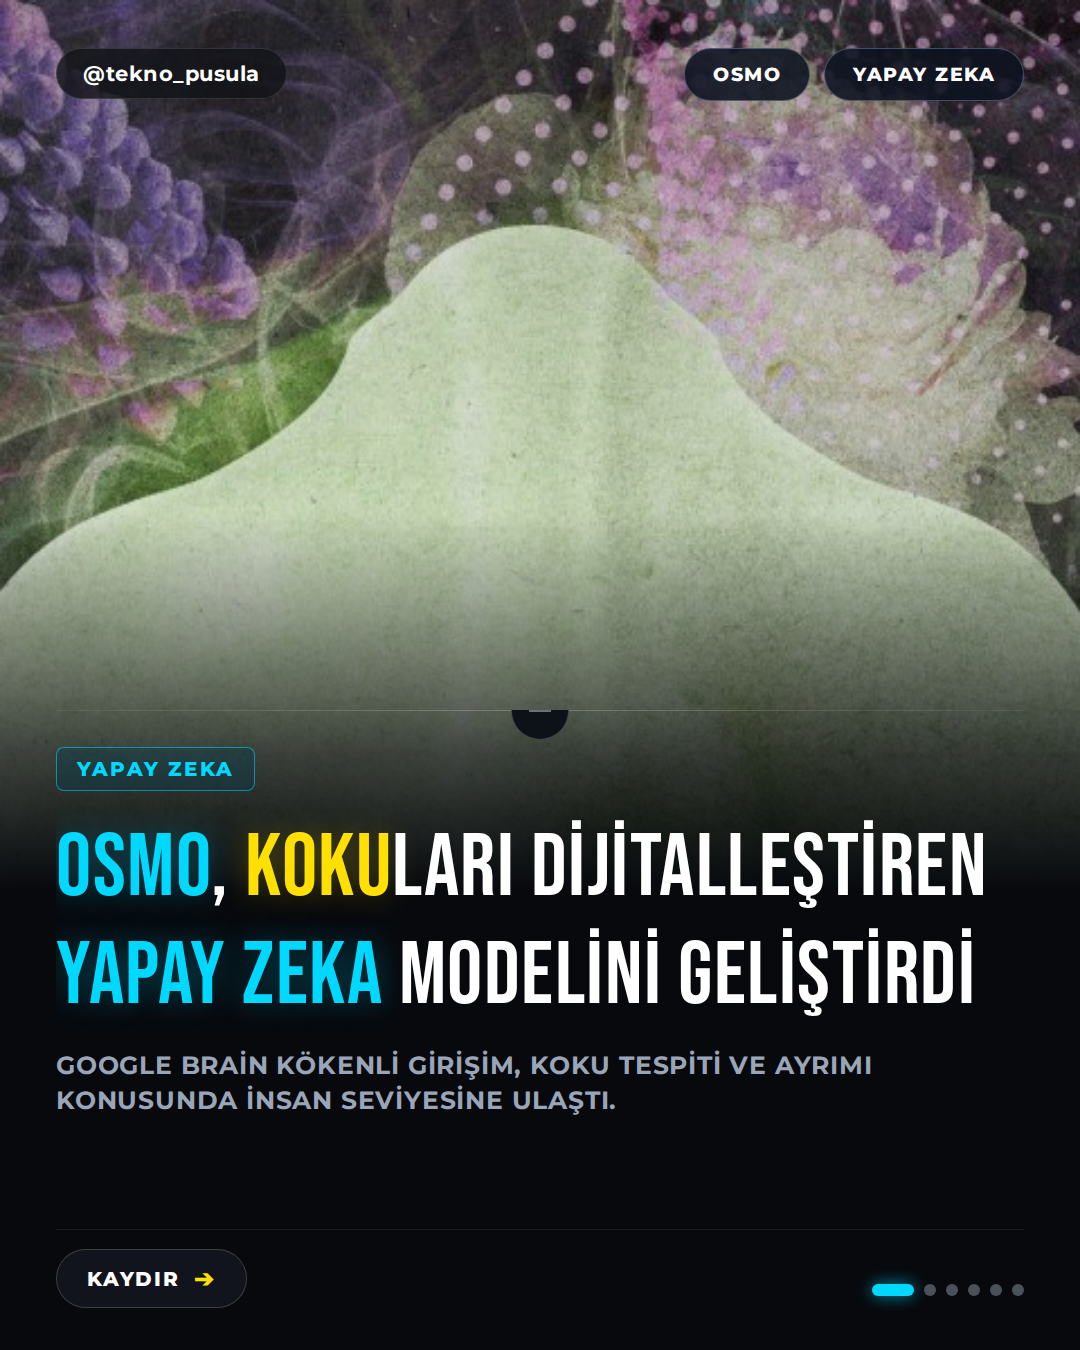 @tekno_pusula
OSMO
YAPAY ZEKA
YAPAY ZEKA
OSMO, KOKULARI DİJİTALLEŞTİREN
YAPAY ZEKA MODELİNİ GELİŞTİRDİ
GOOGLE BRAİN KÖKENLİ GİRİŞİM, KOKU TESPİTİ VE AYRIMI
KONUSUNDA İNSAN SEVİYESİNE ULAŞTI.
KAYDIR ➔